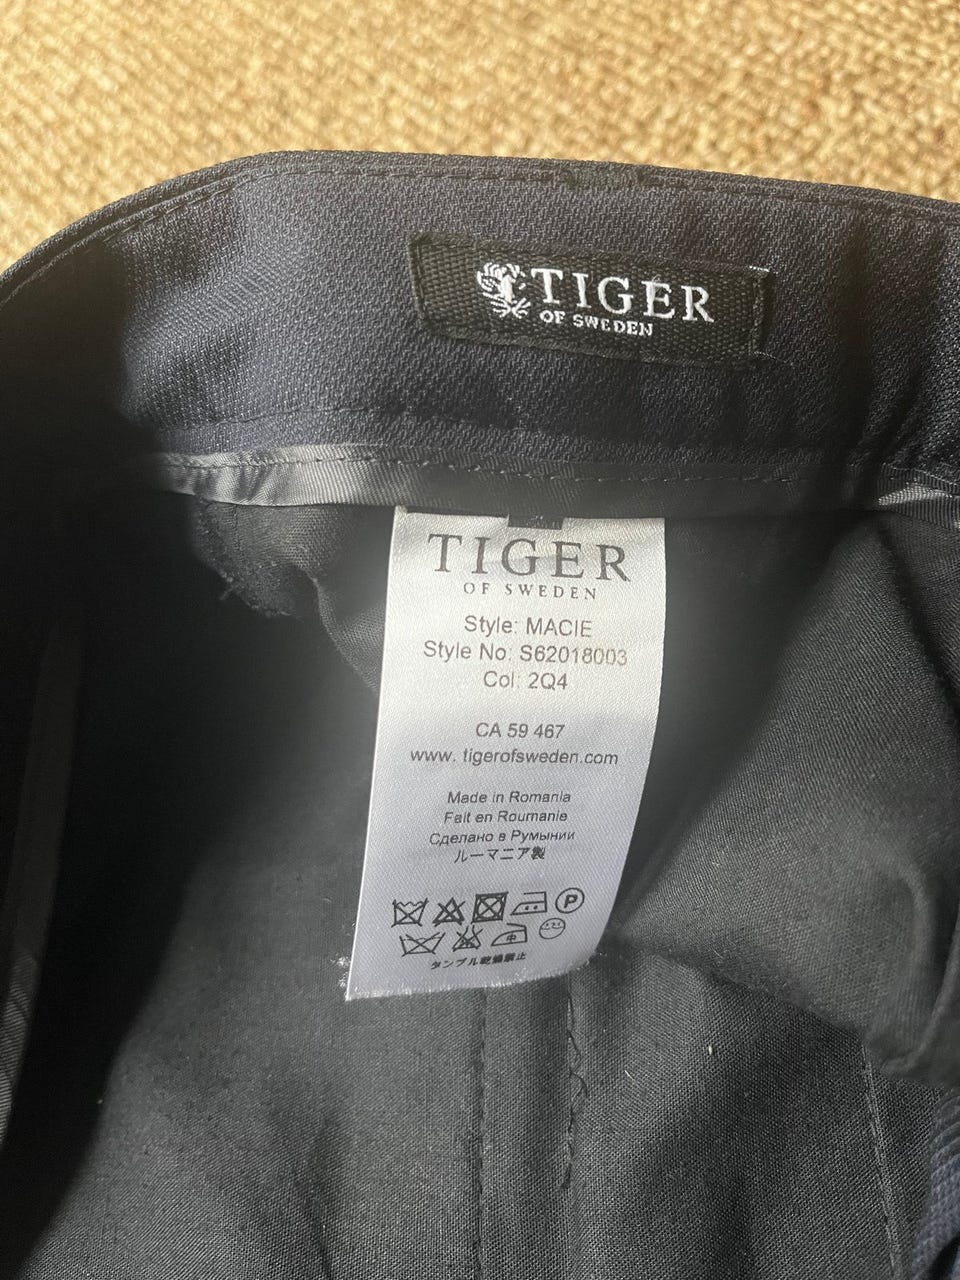 TIGER
OF SWEDEN
TIGER
OF SWEDEN
Style: MACIE
Style No: S62018003
Col: 2Q4
CA 59 467
www. tigerofsweden.com
Made in Romania
Fait en Roumanie
Сделано в Румынии
ルーマニア製
P
中
タンブル乾燥禁止